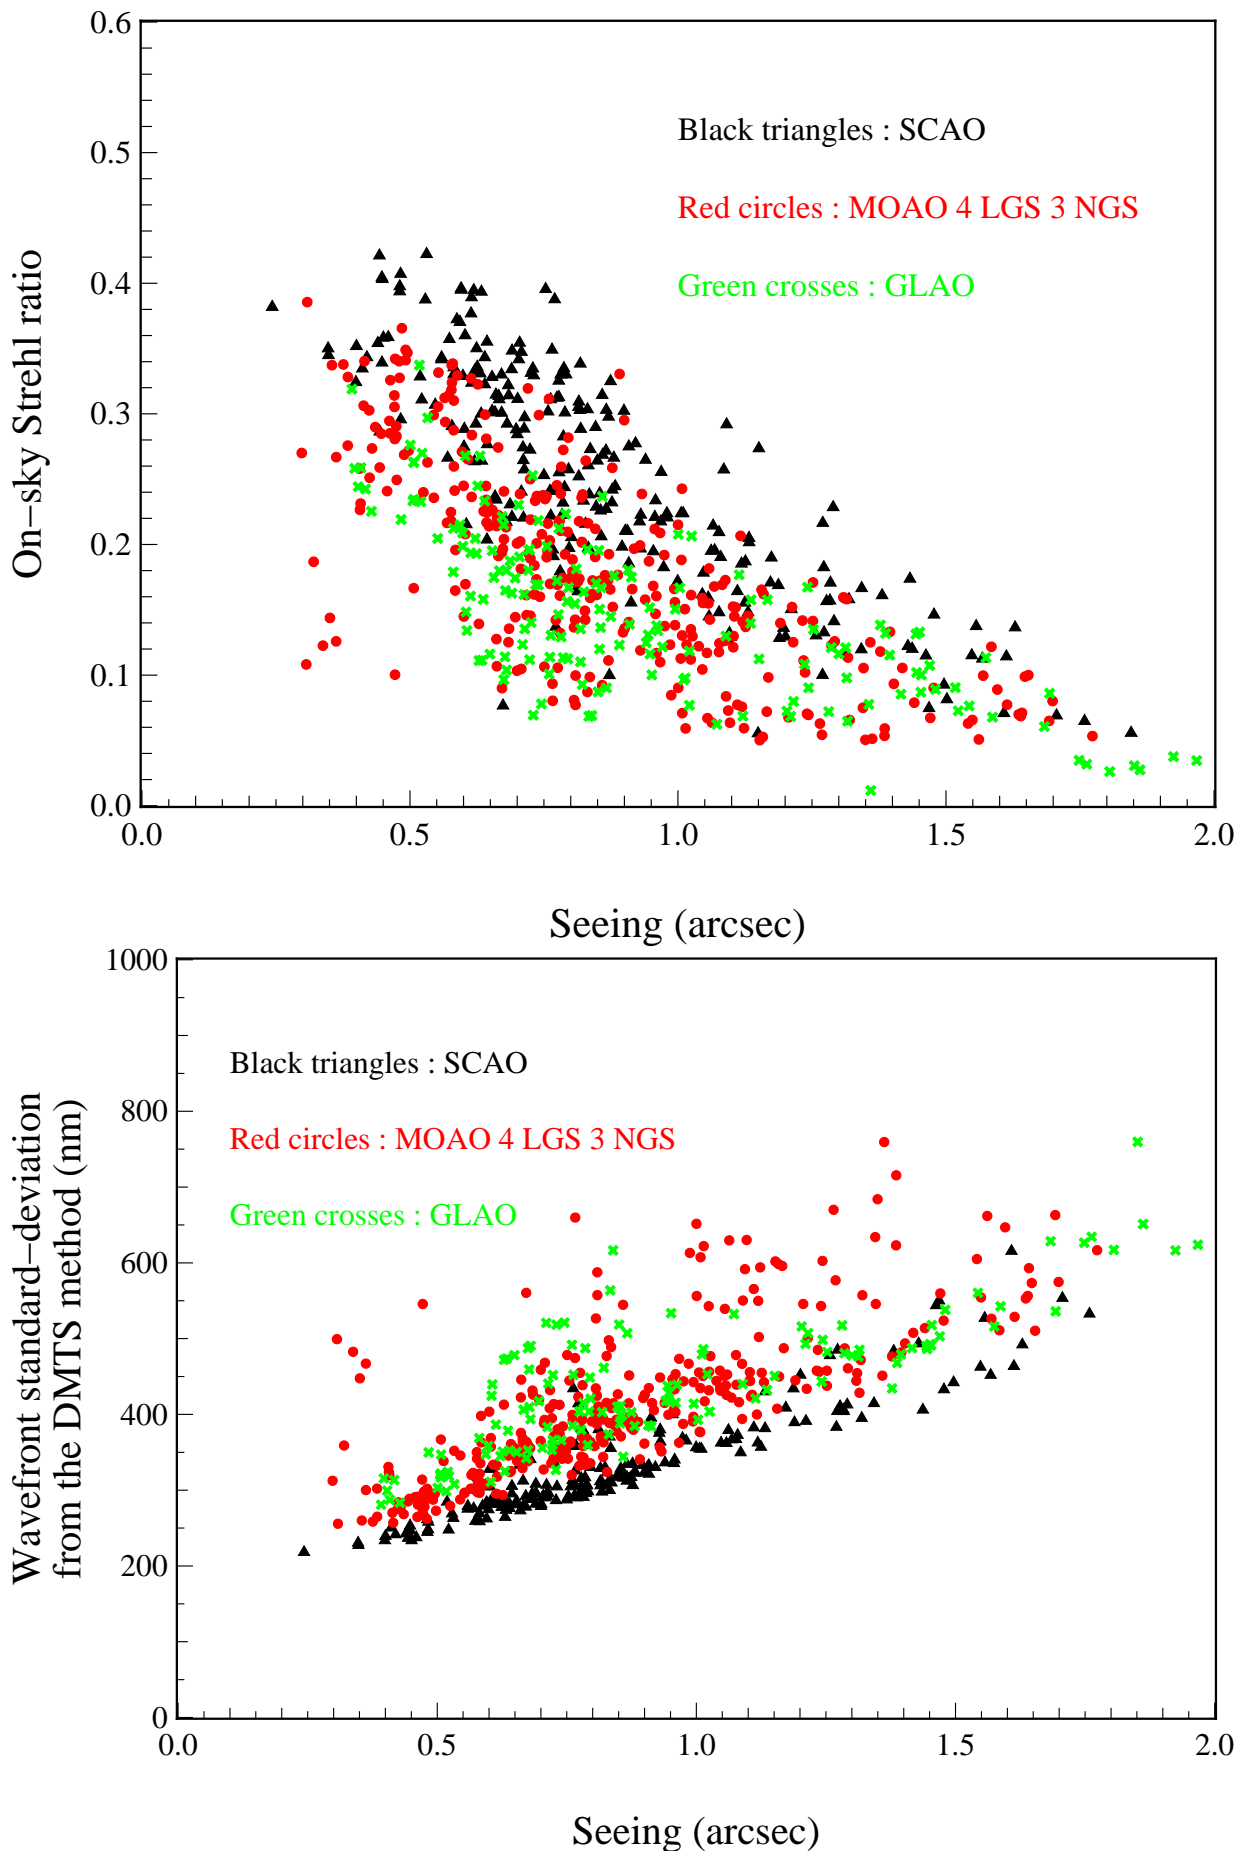 0.6
0.5
0.4
0.3
0.2
0.1
0.0
On−sky Strehl ratio
Black triangles : SCAO
Red circles : MOAO 4 LGS 3 NGS
Green crosses : GLAO
0.0 0.5 1.0 1.5 2.0
Seeing (arcsec)
1000
800
600
400
200
0
Wavefront standard−deviation
from the DMTS method (nm)
Black triangles : SCAO
Red circles : MOAO 4 LGS 3 NGS
Green crosses : GLAO
0.0 0.5 1.0 1.5 2.0
Seeing (arcsec)